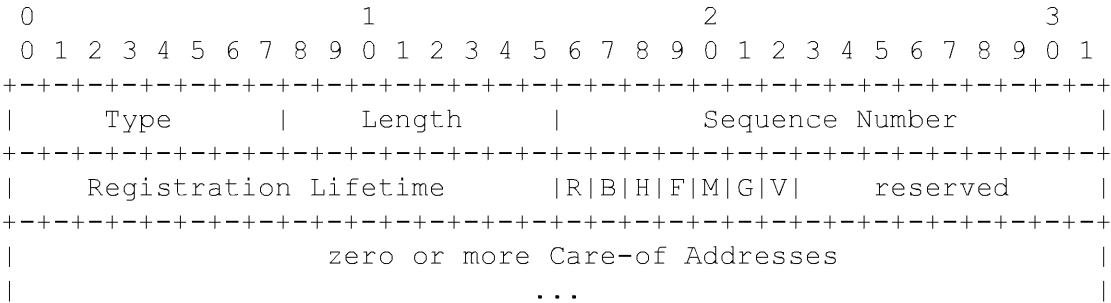 0                   1                   2                   3
 0 1 2 3 4 5 6 7 8 9 0 1 2 3 4 5 6 7 8 9 0 1 2 3 4 5 6 7 8 9 0 1
+-+-+-+-+-+-+-+-+-+-+-+-+-+-+-+-+-+-+-+-+-+-+-+-+-+-+-+-+-+-+-+-+
|     Type      |    Length     |        Sequence Number        |
+-+-+-+-+-+-+-+-+-+-+-+-+-+-+-+-+-+-+-+-+-+-+-+-+-+-+-+-+-+-+-+-+
|    Registration Lifetime      |R|B|H|F|M|G|V|    reserved     |
+-+-+-+-+-+-+-+-+-+-+-+-+-+-+-+-+-+-+-+-+-+-+-+-+-+-+-+-+-+-+-+-+
|                  zero or more Care-of Addresses               |
|                              ...                              |